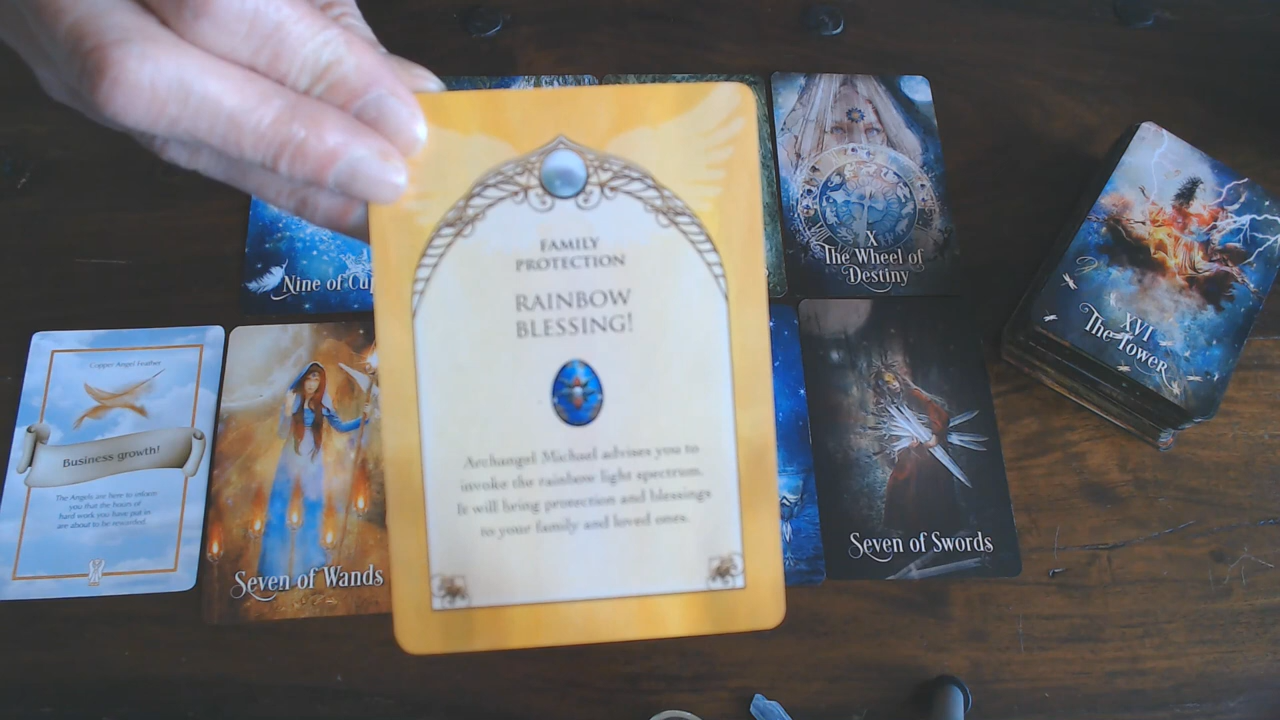 FAMILY
PROTECTION
RAINBOW
BLESSING!
Archangel Michael advises you to
invoke the rainbow light spectrum.
It will bring protection and blessings
to your family and loved ones.
Nine of Cu
X
The Wheel of
Destiny
XVI
The Tower
Copper Angel Feather
Business growth!
The Angels are here to inform
you that the hours of
hard work you have put in
are about to be rewarded.
Seven of Wands
Seven of Swords